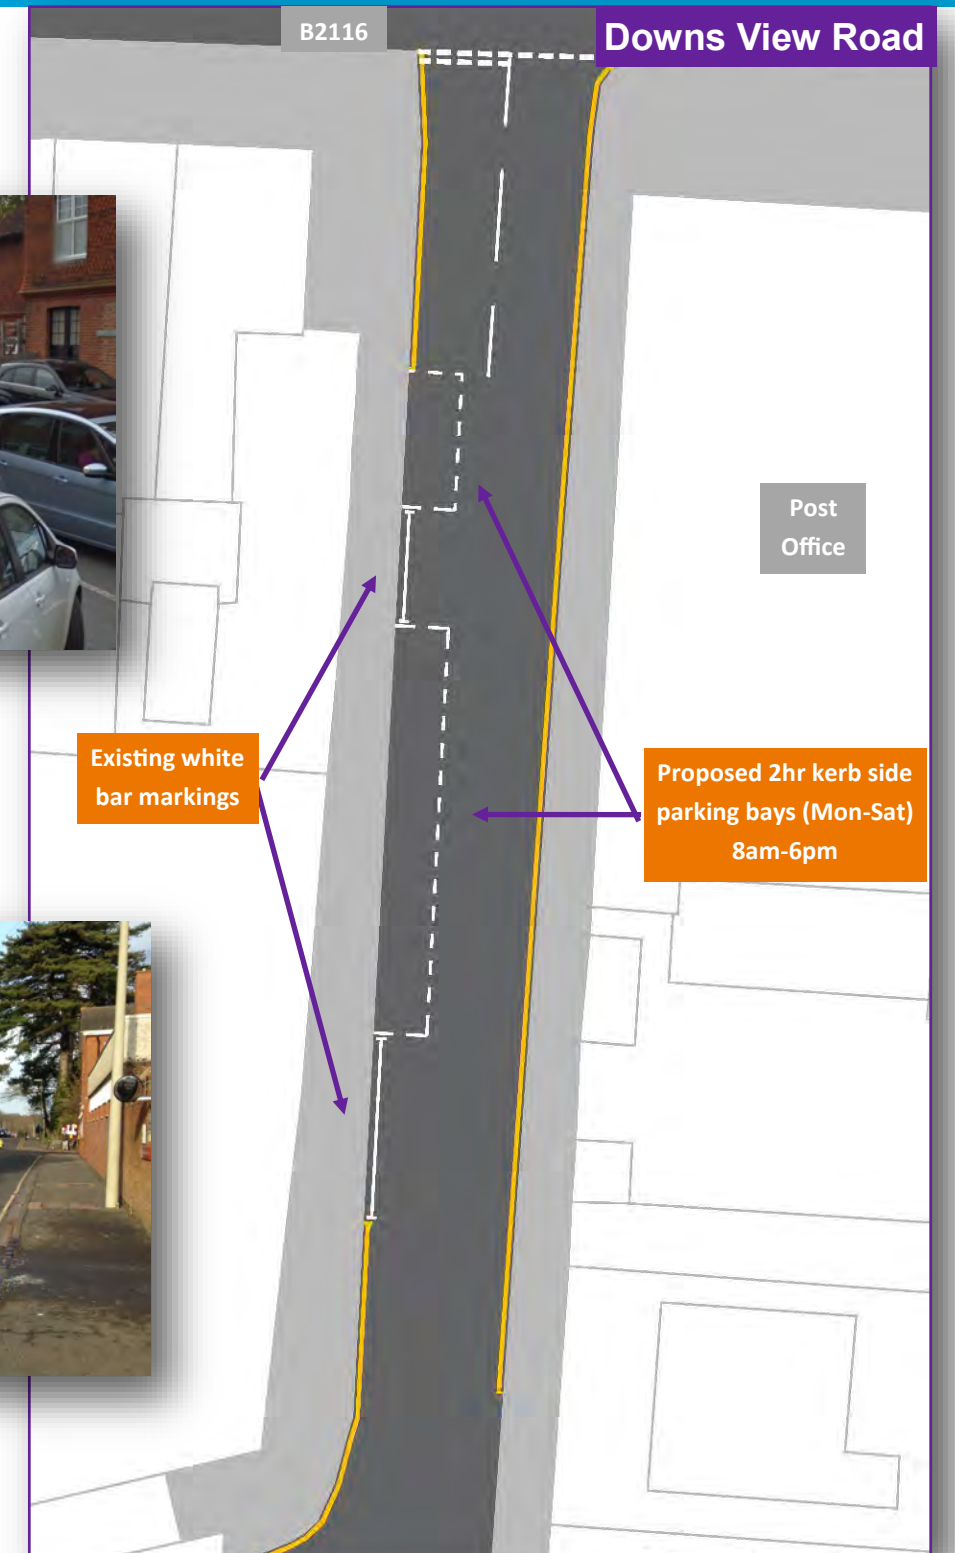 B2116
Downs View Road
Post
Office
Existing white
bar markings
Proposed 2hr kerb side
parking bays (Mon-Sat)
8am-6pm